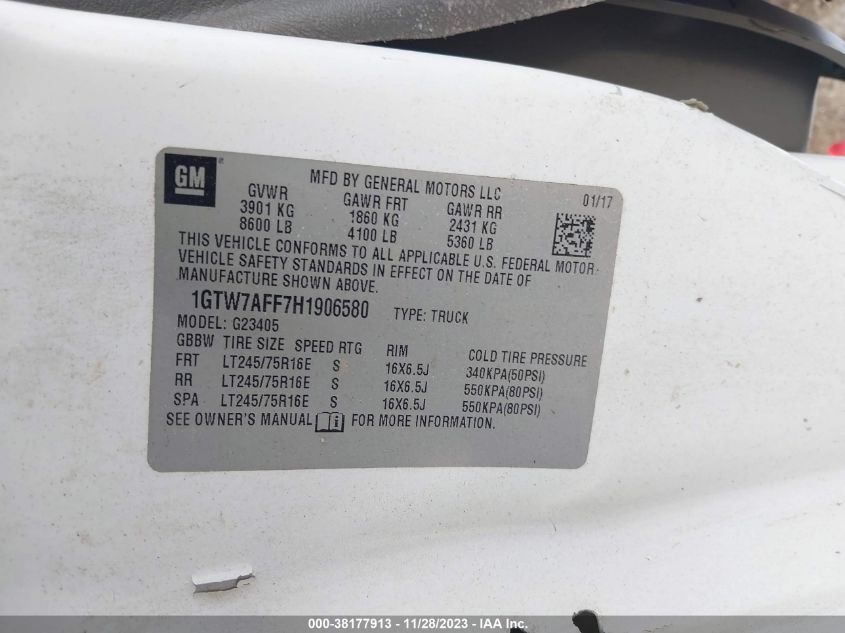 GM
MFD BY GENERAL MOTORS LLC
01/17
GVWR GAWR FRT GAWR RR
3901 KG 1860 KG 2431 KG
8600 LB 4100 LB 5360 LB
THIS VEHICLE CONFORMS TO ALL APPLICABLE U.S. FEDERAL MOTOR
VEHICLE SAFETY STANDARDS IN EFFECT ON THE DATE OF
MANUFACTURE SHOWN ABOVE.
1GTW7AFF7H1906580 TYPE: TRUCK
MODEL: G23405
GBBW TIRE SIZE SPEED RTG RIM COLD TIRE PRESSURE
FRT LT245/75R16E S 16X6.5J 340KPA(50PSI)
RR LT245/75R16E S 16X6.5J 550KPA(80PSI)
SPA LT245/75R16E S 16X6.5J 550KPA(80PSI)
SEE OWNER'S MANUAL FOR MORE INFORMATION.
000-38177913 - 11/28/2023 - IAA Inc.